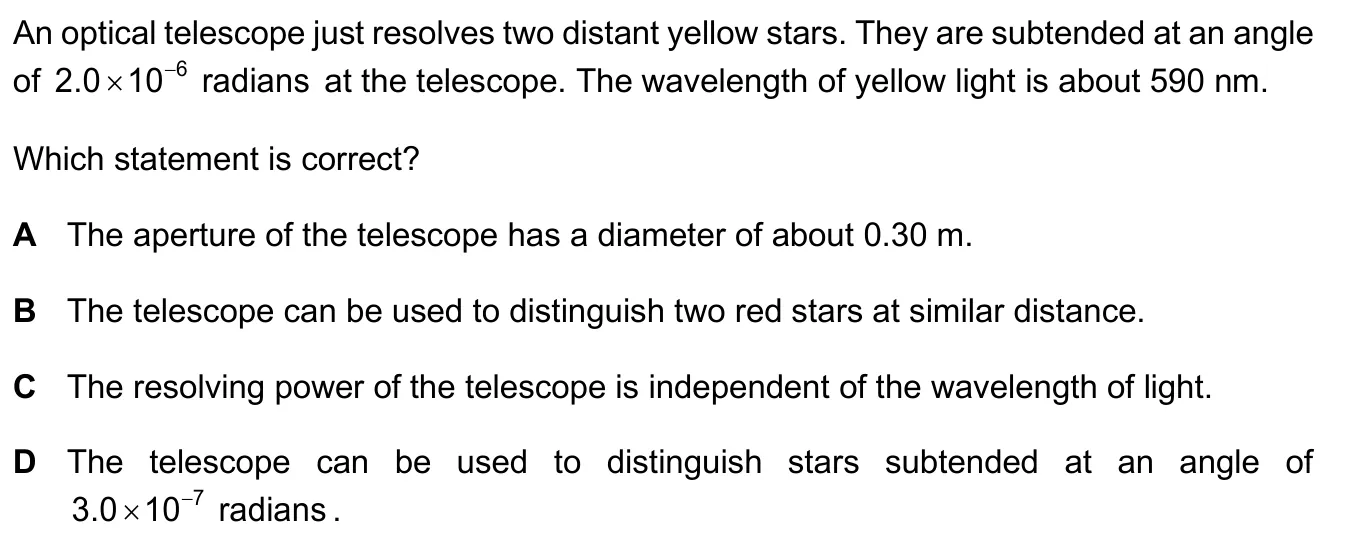 An optical telescope just resolves two distant yellow stars. They are subtended at an angle
of 2.0×10⁻⁶ radians at the telescope. The wavelength of yellow light is about 590 nm.
Which statement is correct?
A The aperture of the telescope has a diameter of about 0.30 m.
B The telescope can be used to distinguish two red stars at similar distance.
C The resolving power of the telescope is independent of the wavelength of light.
D The telescope can be used to distinguish stars subtended at an angle of
3.0×10⁻⁷ radians.